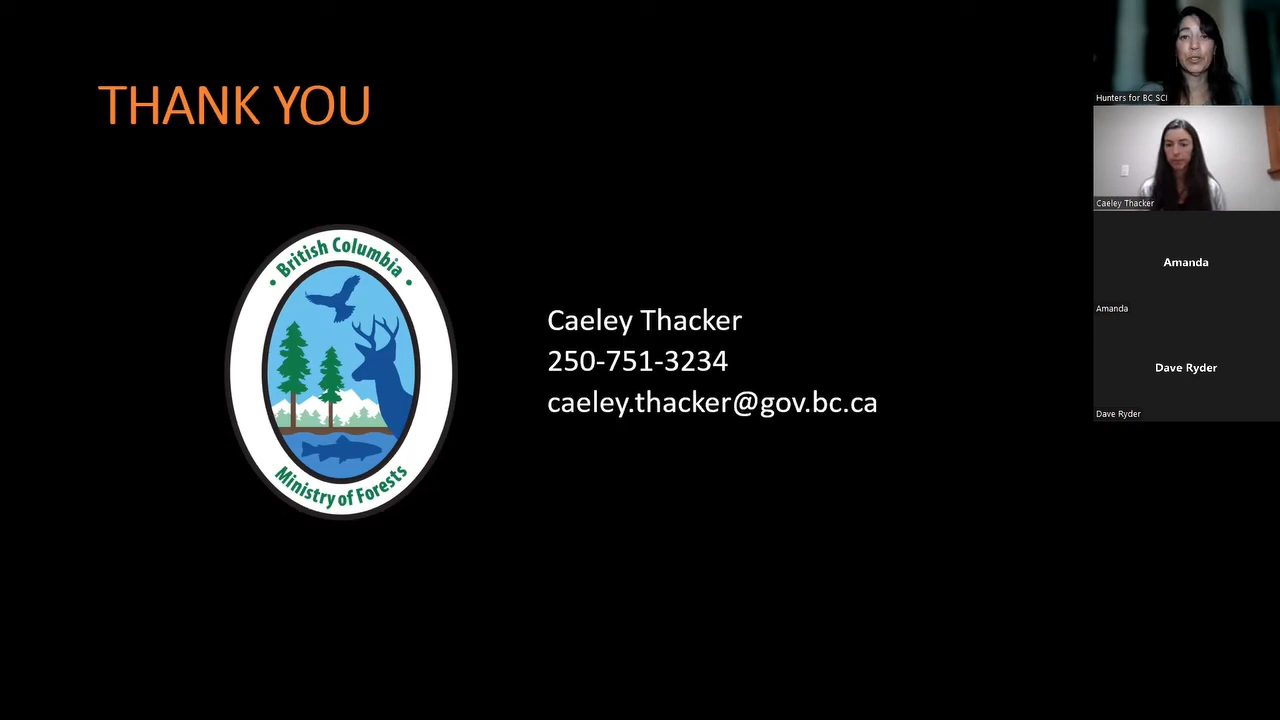 THANK YOU
• British Columbia •
Ministry of Forests
Caeley Thacker
250-751-3234
caeley.thacker@gov.bc.ca
Hunters for BC SCI
Caeley Thacker
Amanda
Amanda
Dave Ryder
Dave Ryder